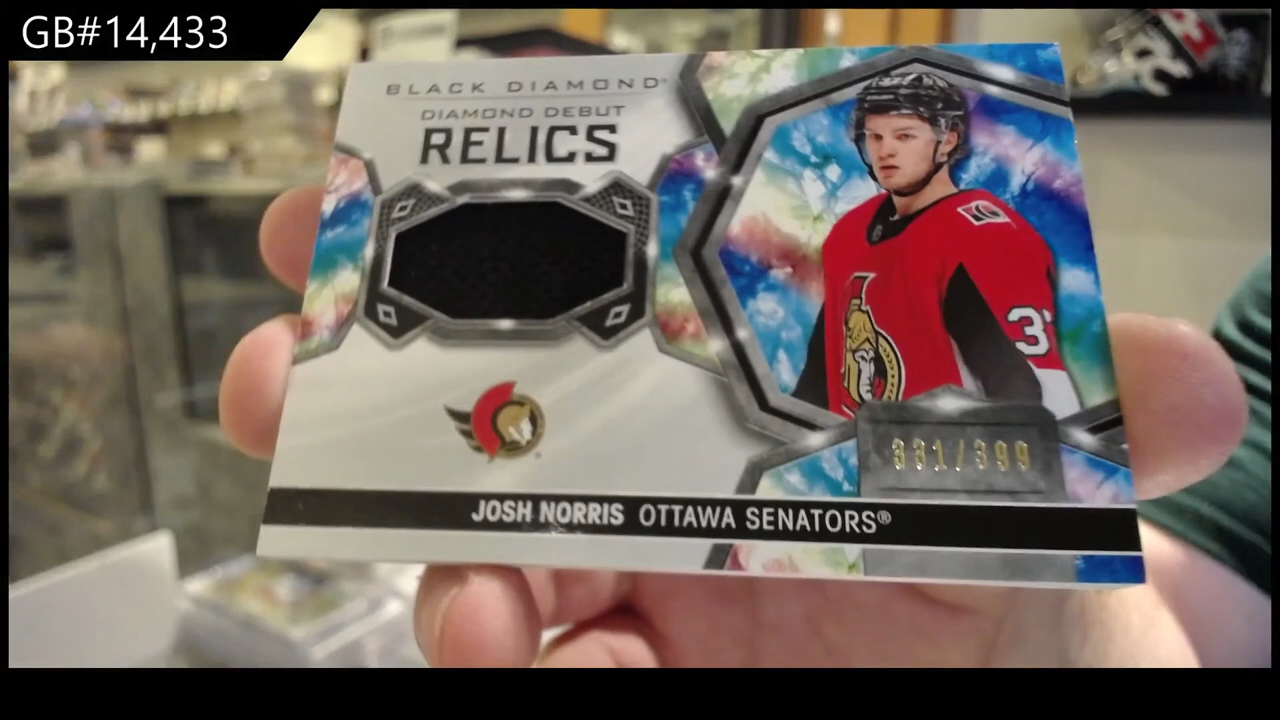 GB#14,433
BLACK DIAMOND®
DIAMOND DEBUT
RELICS
331/399
JOSH NORRIS OTTAWA SENATORS®